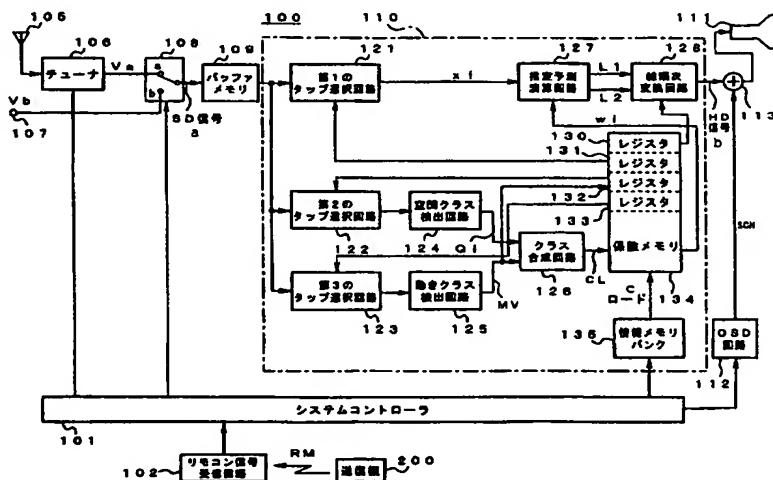 100
110
111
105
106
チューナ
Va
108
a
b
109
バッファ
メモリ
Vb
107
SD信号
a
121
第1の
タップ選択回路
xi
127
推定予測
演算回路
L1
L2
128
線順次
変換回路
HD
信号
b
113
wi
130
131
132
133
レジスタ
レジスタ
レジスタ
レジスタ
係数メモリ
134
第2の
タップ選択回路
122
空間クラス
検出回路
124
Qi
クラス
合成回路
126
CL
第3の
タップ選択回路
123
動きクラス
検出回路
125
MV
C
ロード
135
情報メモリ
バンク
SCH
OSD
回路
112
システムコントローラ
101
102
リモコン信号
受信回路
RM
200
送信機